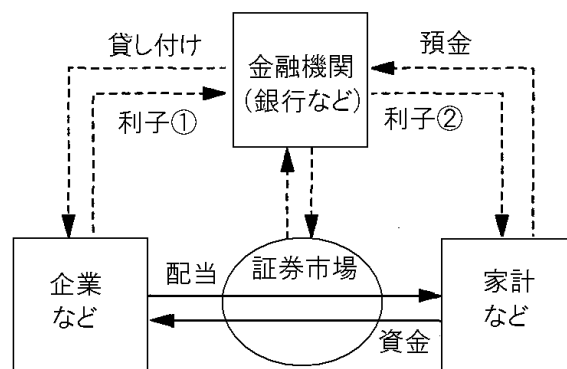 貸し付け
金融機関
(銀行など)
預金
利子①
利子②
企業
など
配当
証券市場
資金
家計
など